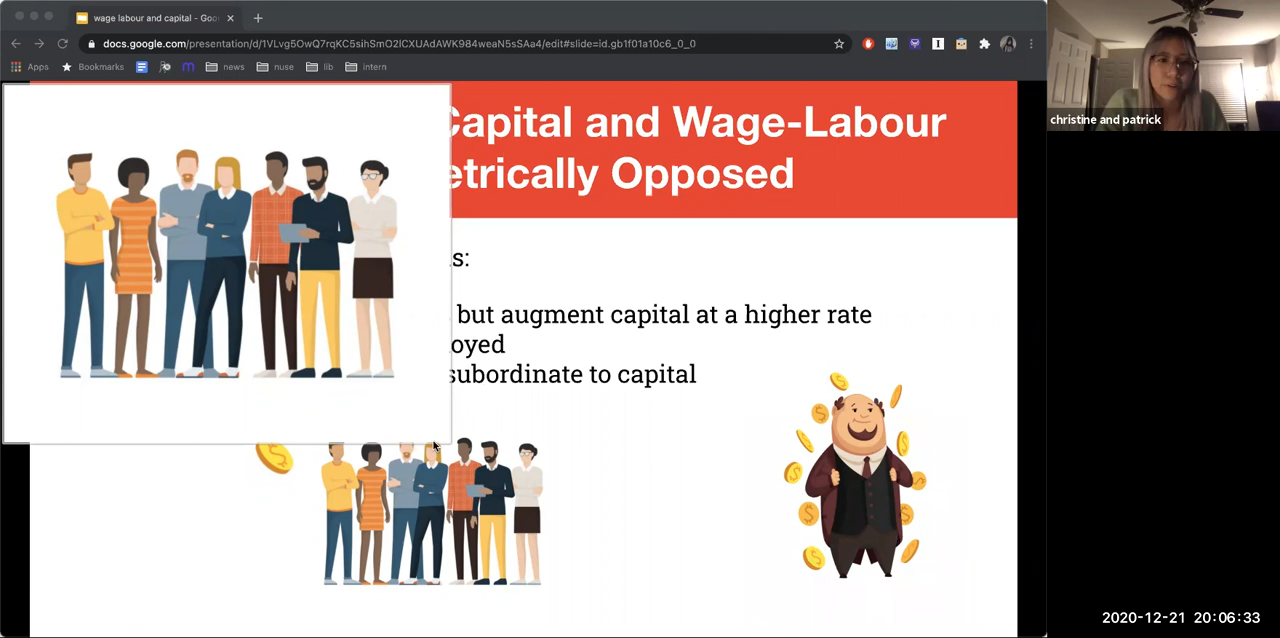 wage labour and capital - Goo
docs.google.com/presentation/d/1VLvg5OwQ7rqKC5sihSmO2ICXUAdAWK984weaN5sSAa4/edit#slide=id.gb1f01a10c6_0_0
Apps Bookmarks news nuse lib intern
christine and patrick
Capital and Wage-Labour
etrically Opposed
s:
but augment capital at a higher rate
oyed
subordinate to capital
2020-12-21 20:06:33